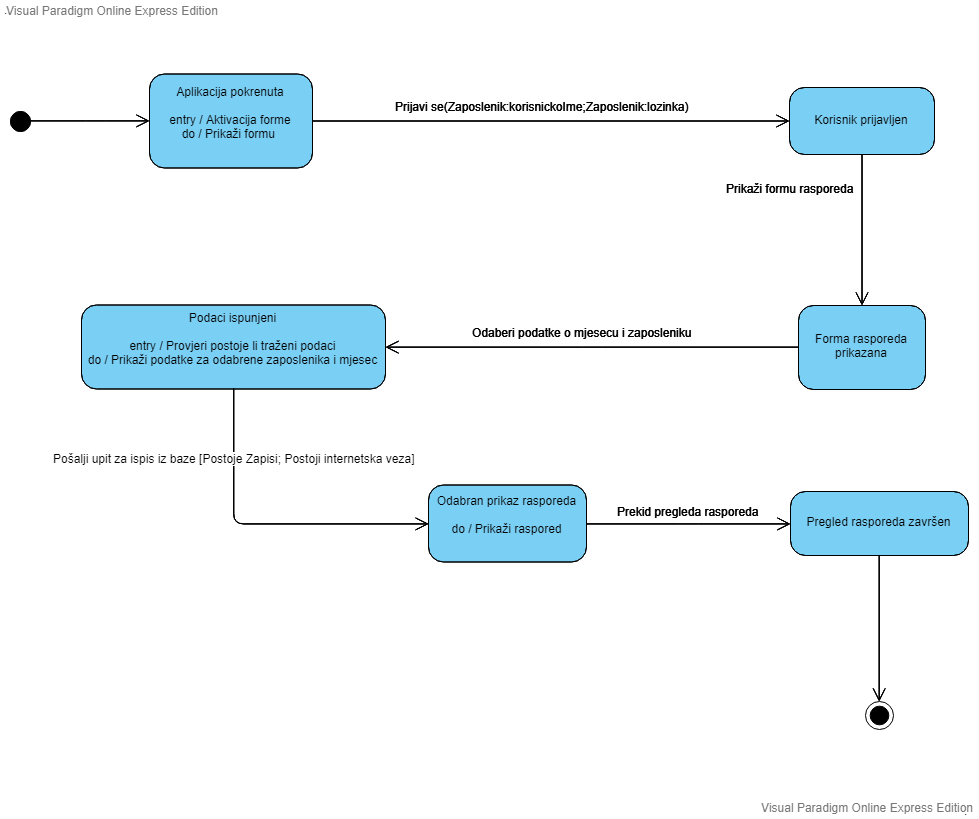 Visual Paradigm Online Express Edition
Aplikacija pokrenuta
entry / Aktivacija forme
do / Prikaži formu
Prijavi se(Zaposlenik:korisnickoIme;Zaposlenik:lozinka)
Korisnik prijavljen
Prikaži formu rasporeda
Podaci ispunjeni
entry / Provjeri postoje li traženi podaci
do / Prikaži podatke za odabrene zaposlenika i mjesec
Odaberi podatke o mjesecu i zaposleniku
Forma rasporeda
prikazana
Pošalji upit za ispis iz baze [Postoje Zapisi; Postoji internetska veza]
Odabran prikaz rasporeda
do / Prikaži raspored
Prekid pregleda rasporeda
Pregled rasporeda završen
Visual Paradigm Online Express Edition